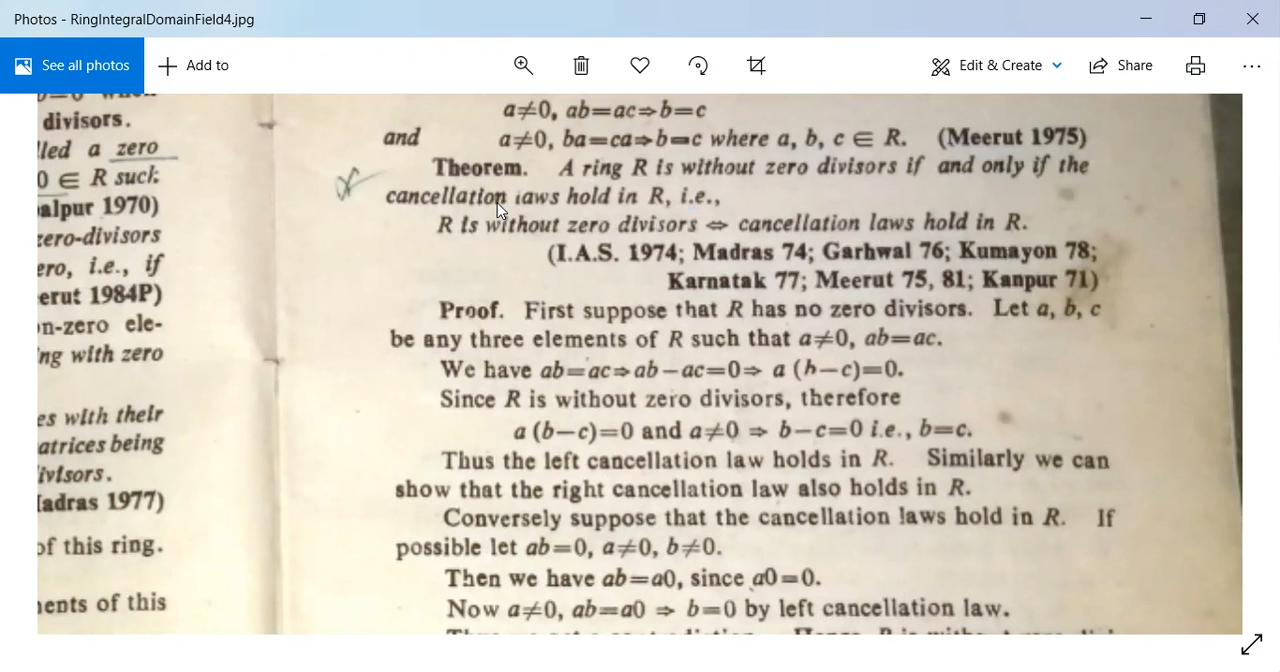 Photos - RingIntegralDomainField4.jpg
See all photos
Add to
Edit & Create
Share
divisors.
lled a zero
0 ∈ R such
alpur 1970)
zero-divisors
ero, i.e., if
erut 1984P)
on-zero ele-
ng with zero
es with their
atrices being
ivisors.
ladras 1977)
of this ring.
ents of this
a≠0, ab=ac⇒b=c
and a≠0, ba=ca⇒b=c where a, b, c ∈ R. (Meerut 1975)
Theorem. A ring R is without zero divisors if and only if the
cancellation laws hold in R, i.e.,
R is without zero divisors ⇔ cancellation laws hold in R.
(I.A.S. 1974; Madras 74; Garhwal 76; Kumayon 78;
Karnatak 77; Meerut 75, 81; Kanpur 71)
Proof. First suppose that R has no zero divisors. Let a, b, c
be any three elements of R such that a≠0, ab=ac.
We have ab=ac⇒ab−ac=0⇒ a (b−c)=0.
Since R is without zero divisors, therefore
a (b−c)=0 and a≠0 ⇒ b−c=0 i.e., b=c.
Thus the left cancellation law holds in R. Similarly we can
show that the right cancellation law also holds in R.
Conversely suppose that the cancellation laws hold in R. If
possible let ab=0, a≠0, b≠0.
Then we have ab=a0, since a0=0.
Now a≠0, ab=a0 ⇒ b=0 by left cancellation law.